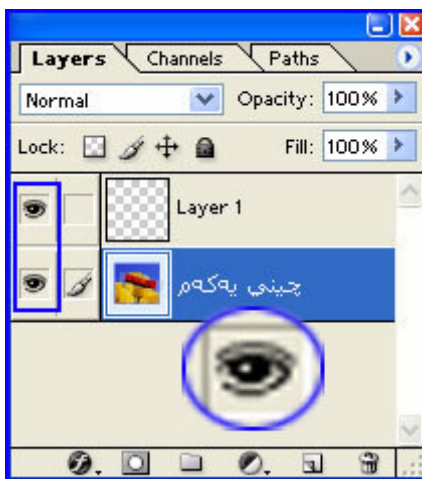 Layers Channels Paths
Normal Opacity: 100%
Lock: Fill: 100%
Layer 1
چینی یەکەم